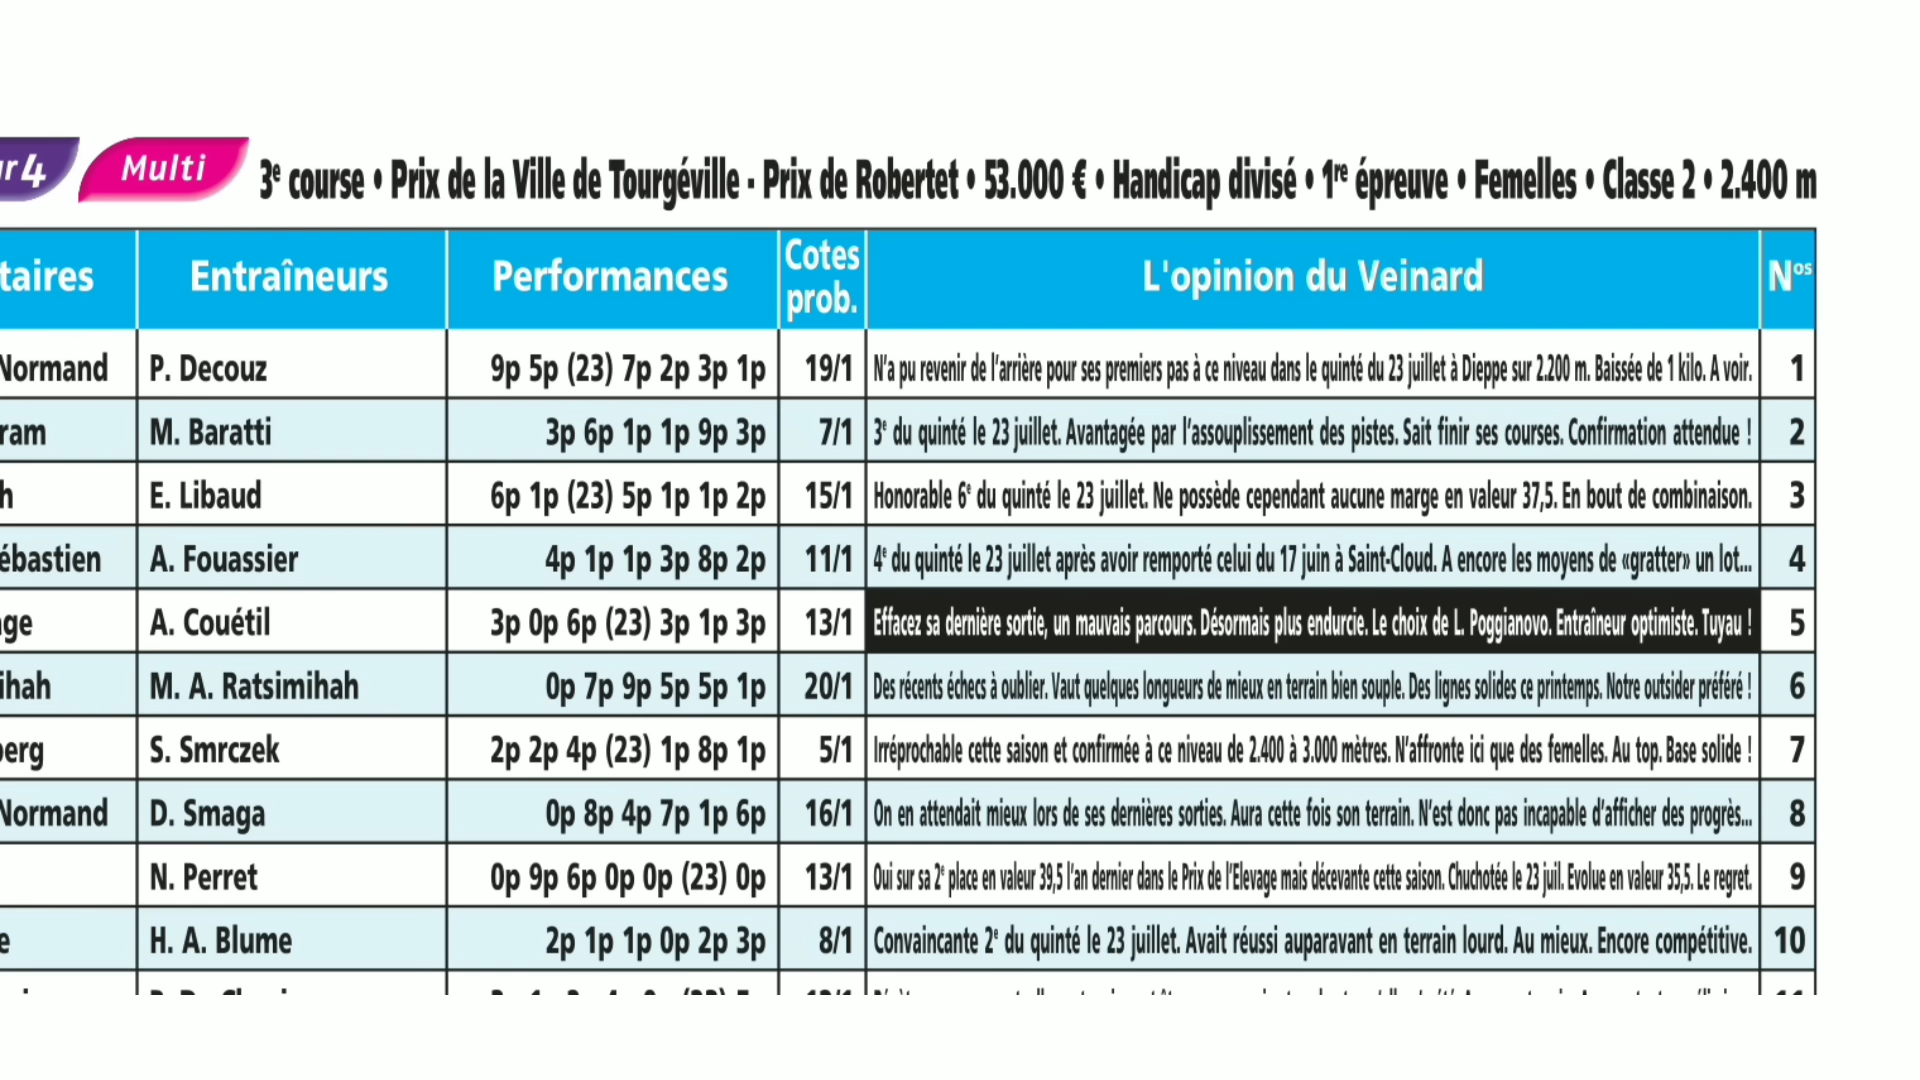 4 Multi 3e course • Prix de la Ville de Tourgéville - Prix de Robertet • 53.000 € • Handicap divisé • 1re épreuve • Femelles • Classe 2 • 2.400 m
taires Entraîneurs Performances Cotes prob. L'opinion du Veinard Nos
Normand P. Decouz 9p 5p (23) 7p 2p 3p 1p 19/1 N'a pu revenir de l'arrière pour ses premiers pas à ce niveau dans le quinté du 23 juillet à Dieppe sur 2.200 m. Baissée de 1 kilo. A voir. 1
ram M. Baratti 3p 6p 1p 1p 9p 3p 7/1 3e du quinté le 23 juillet. Avantagée par l'assouplissement des pistes. Sait finir ses courses. Confirmation attendue ! 2
h E. Libaud 6p 1p (23) 5p 1p 1p 2p 15/1 Honorable 6e du quinté le 23 juillet. Ne possède cependant aucune marge en valeur 37,5. En bout de combinaison. 3
ébastien A. Fouassier 4p 1p 1p 3p 8p 2p 11/1 4e du quinté le 23 juillet après avoir remporté celui du 17 juin à Saint-Cloud. A encore les moyens de «gratter» un lot... 4
ge A. Couétil 3p 0p 6p (23) 3p 1p 3p 13/1 Effacez sa dernière sortie, un mauvais parcours. Désormais plus endurcie. Le choix de L. Poggianovo. Entraîneur optimiste. Tuyau ! 5
ihah M. A. Ratsimihah 0p 7p 9p 5p 5p 1p 20/1 Des récents échecs à oublier. Vaut quelques longueurs de mieux en terrain bien souple. Des lignes solides ce printemps. Notre outsider préféré ! 6
berg S. Smrczek 2p 2p 4p (23) 1p 8p 1p 5/1 Irréprochable cette saison et confirmée à ce niveau de 2.400 à 3.000 mètres. N'affronte ici que des femelles. Au top. Base solide ! 7
Normand D. Smaga 0p 8p 4p 7p 1p 6p 16/1 On en attendait mieux lors de ses dernières sorties. Aura cette fois son terrain. N'est donc pas incapable d'afficher des progrès... 8
N. Perret 0p 9p 6p 0p 0p (23) 0p 13/1 Oui sur sa 2e place en valeur 39,5 l'an dernier dans le Prix de l'Elevage mais décevante cette saison. Chuchotée le 23 juil. Evolue en valeur 35,5. Le regret. 9
e H. A. Blume 2p 1p 1p 0p 2p 3p 8/1 Convaincante 2e du quinté le 23 juillet. Avait réussi auparavant en terrain lourd. Au mieux. Encore compétitive. 10